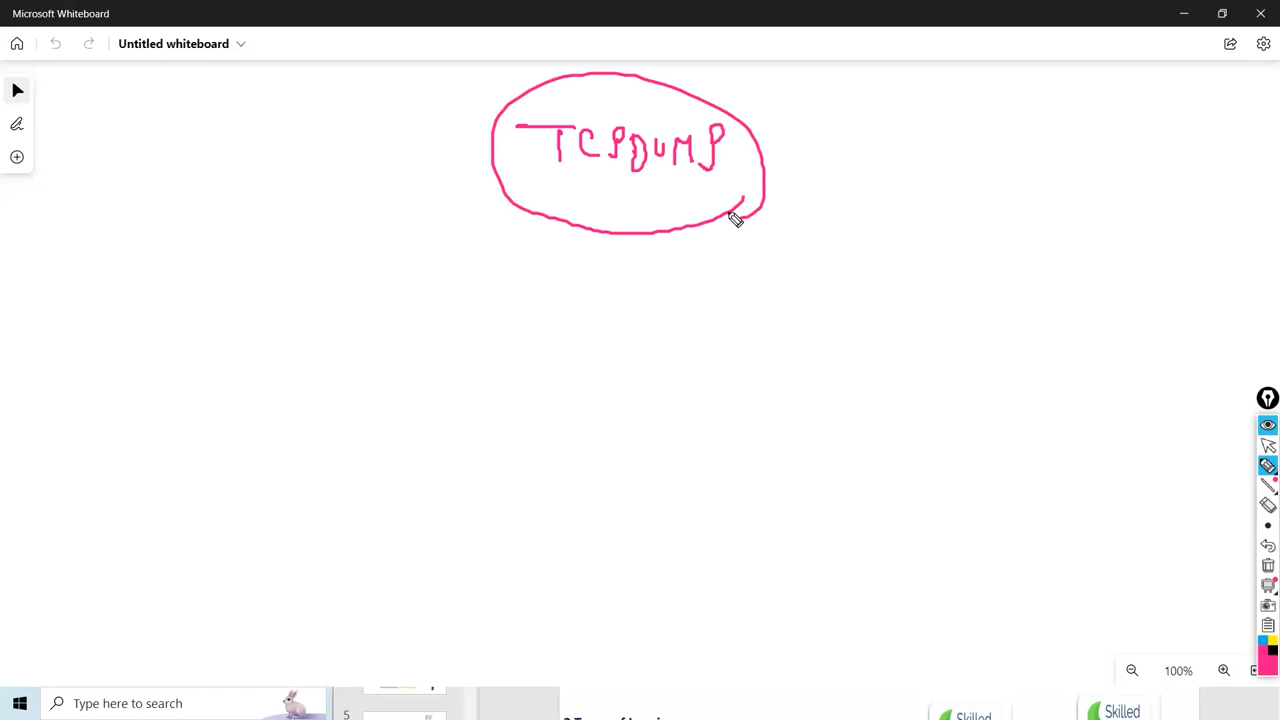 Microsoft Whiteboard
Untitled whiteboard
TCPDUMP
100%
Type here to search
5
Skilled
Skilled